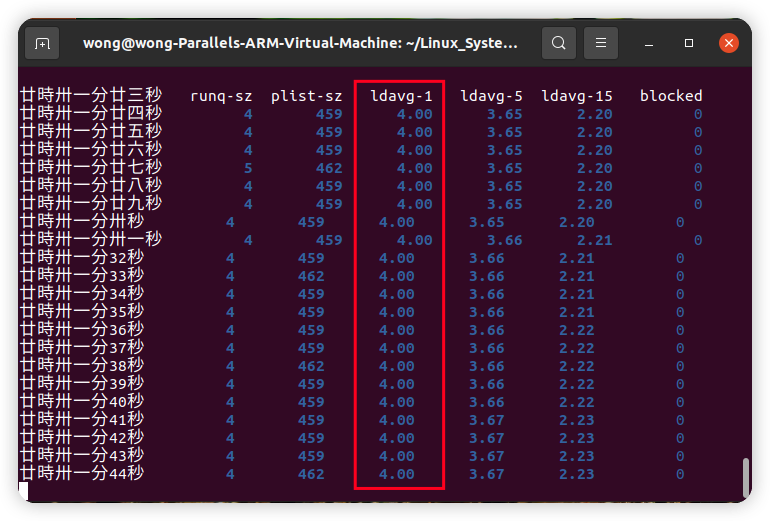 wong@wong-Parallels-ARM-Virtual-Machine: ~/Linux_Syste...
廿時卅一分廿三秒 runq-sz plist-sz ldavg-1 ldavg-5 ldavg-15 blocked
廿時卅一分廿四秒 4 459 4.00 3.65 2.20 0
廿時卅一分廿五秒 4 459 4.00 3.65 2.20 0
廿時卅一分廿六秒 4 459 4.00 3.65 2.20 0
廿時卅一分廿七秒 5 462 4.00 3.65 2.20 0
廿時卅一分廿八秒 4 459 4.00 3.65 2.20 0
廿時卅一分廿九秒 4 459 4.00 3.65 2.20 0
廿時卅一分卅秒 4 459 4.00 3.65 2.20 0
廿時卅一分卅一秒 4 459 4.00 3.66 2.21 0
廿時卅一分32秒 4 459 4.00 3.66 2.21 0
廿時卅一分33秒 4 462 4.00 3.66 2.21 0
廿時卅一分34秒 4 459 4.00 3.66 2.21 0
廿時卅一分35秒 4 459 4.00 3.66 2.21 0
廿時卅一分36秒 4 459 4.00 3.66 2.22 0
廿時卅一分37秒 4 459 4.00 3.66 2.22 0
廿時卅一分38秒 4 462 4.00 3.66 2.22 0
廿時卅一分39秒 4 459 4.00 3.66 2.22 0
廿時卅一分40秒 4 459 4.00 3.66 2.22 0
廿時卅一分41秒 4 459 4.00 3.67 2.23 0
廿時卅一分42秒 4 459 4.00 3.67 2.23 0
廿時卅一分43秒 4 459 4.00 3.67 2.23 0
廿時卅一分44秒 4 462 4.00 3.67 2.23 0